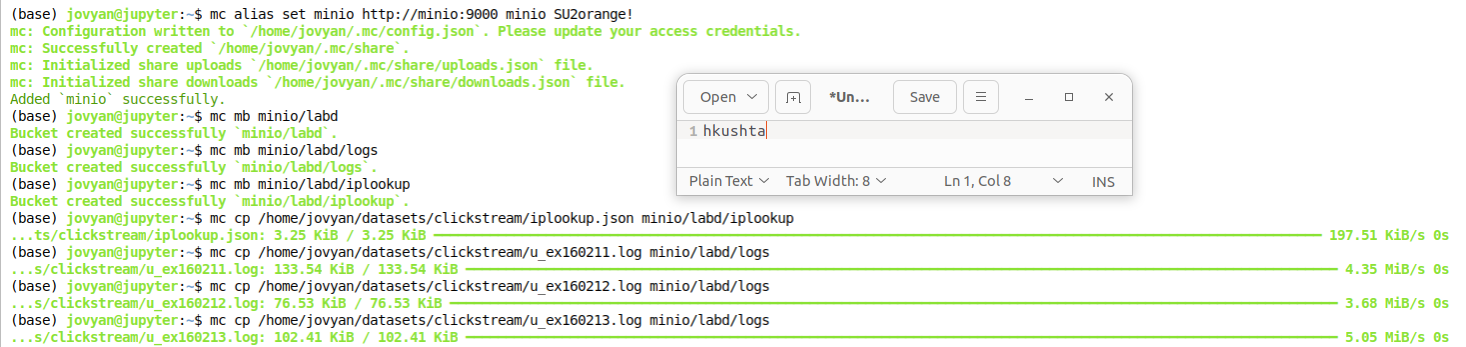 (base) jovyan@jupyter:~$ mc alias set minio http://minio:9000 minio SU2orange!
mc: Configuration written to `/home/jovyan/.mc/config.json`. Please update your access credentials.
mc: Successfully created `/home/jovyan/.mc/share`.
mc: Initialized share uploads `/home/jovyan/.mc/share/uploads.json` file.
mc: Initialized share downloads `/home/jovyan/.mc/share/downloads.json` file.
Added `minio` successfully.
(base) jovyan@jupyter:~$ mc mb minio/labd
Bucket created successfully `minio/labd`.
(base) jovyan@jupyter:~$ mc mb minio/labd/logs
Bucket created successfully `minio/labd/logs`.
(base) jovyan@jupyter:~$ mc mb minio/labd/iplookup
Bucket created successfully `minio/labd/iplookup`.
(base) jovyan@jupyter:~$ mc cp /home/jovyan/datasets/clickstream/iplookup.json minio/labd/iplookup
...ts/clickstream/iplookup.json: 3.25 KiB / 3.25 KiB 197.51 KiB/s 0s
(base) jovyan@jupyter:~$ mc cp /home/jovyan/datasets/clickstream/u_ex160211.log minio/labd/logs
...s/clickstream/u_ex160211.log: 133.54 KiB / 133.54 KiB 4.35 MiB/s 0s
(base) jovyan@jupyter:~$ mc cp /home/jovyan/datasets/clickstream/u_ex160212.log minio/labd/logs
...s/clickstream/u_ex160212.log: 76.53 KiB / 76.53 KiB 3.68 MiB/s 0s
(base) jovyan@jupyter:~$ mc cp /home/jovyan/datasets/clickstream/u_ex160213.log minio/labd/logs
...s/clickstream/u_ex160213.log: 102.41 KiB / 102.41 KiB 5.05 MiB/s 0s
Open *Un... Save
1 hkushta
Plain Text Tab Width: 8 Ln 1, Col 8 INS